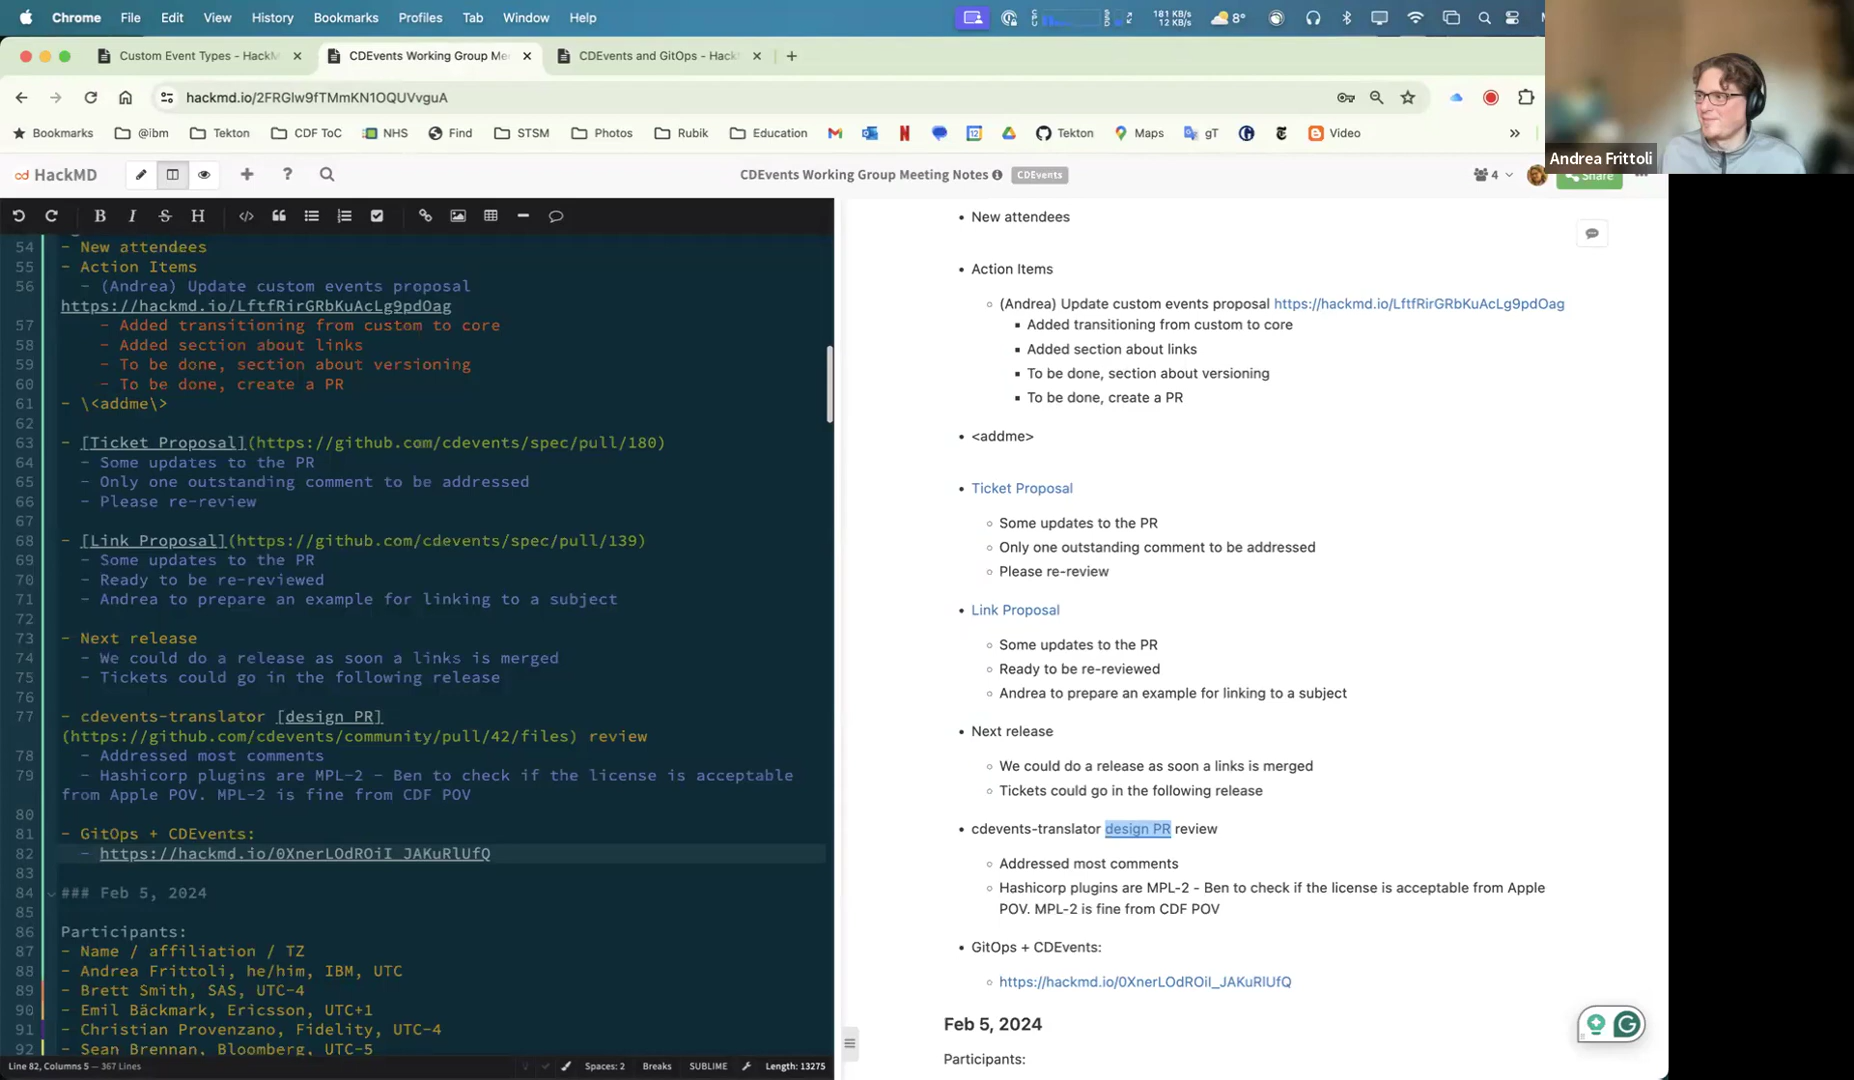 Chrome File Edit View History Bookmarks Profiles Tab Window Help
181 KB/s
12 KB/s
8°
Custom Event Types - HackM
CDEvents Working Group Me
CDEvents and GitOps - Hack
hackmd.io/2FRGlw9fTMmKN1OQUVvguA
Bookmarks @ibm Tekton CDF ToC NHS Find STSM Photos Rubik Education Tekton Maps gT Video
Andrea Frittoli
HackMD
CDEvents Working Group Meeting Notes CDEvents
4
Share
54 - New attendees
55 - Action Items
56 - (Andrea) Update custom events proposal
https://hackmd.io/LftfRirGRbKuAcLg9pdOag
57 - Added transitioning from custom to core
58 - Added section about links
59 - To be done, section about versioning
60 - To be done, create a PR
61 - \<addme\>
62
63 - [Ticket Proposal](https://github.com/cdevents/spec/pull/180)
64 - Some updates to the PR
65 - Only one outstanding comment to be addressed
66 - Please re-review
67
68 - [Link Proposal](https://github.com/cdevents/spec/pull/139)
69 - Some updates to the PR
70 - Ready to be re-reviewed
71 - Andrea to prepare an example for linking to a subject
72
73 - Next release
74 - We could do a release as soon a links is merged
75 - Tickets could go in the following release
76
77 - cdevents-translator [design PR]
(https://github.com/cdevents/community/pull/42/files) review
78 - Addressed most comments
79 - Hashicorp plugins are MPL-2 - Ben to check if the license is acceptable
from Apple POV. MPL-2 is fine from CDF POV
80
81 - GitOps + CDEvents:
82 - https://hackmd.io/0XnerLOdROiI_JAKuRlUfQ
83
84 ### Feb 5, 2024
85
86 Participants:
87 - Name / affiliation / TZ
88 - Andrea Frittoli, he/him, IBM, UTC
89 - Brett Smith, SAS, UTC-4
90 - Emil Bäckmark, Ericsson, UTC+1
91 - Christian Provenzano, Fidelity, UTC-4
92 - Sean Brennan, Bloomberg, UTC-5
Line 82, Columns 5 — 367 Lines
Spaces: 2 Breaks SUBLIME Length: 13275
New attendees
Action Items
(Andrea) Update custom events proposal https://hackmd.io/LftfRirGRbKuAcLg9pdOag
Added transitioning from custom to core
Added section about links
To be done, section about versioning
To be done, create a PR
<addme>
Ticket Proposal
Some updates to the PR
Only one outstanding comment to be addressed
Please re-review
Link Proposal
Some updates to the PR
Ready to be re-reviewed
Andrea to prepare an example for linking to a subject
Next release
We could do a release as soon a links is merged
Tickets could go in the following release
cdevents-translator design PR review
Addressed most comments
Hashicorp plugins are MPL-2 - Ben to check if the license is acceptable from Apple
POV. MPL-2 is fine from CDF POV
GitOps + CDEvents:
https://hackmd.io/0XnerLOdROiI_JAKuRlUfQ
Feb 5, 2024
Participants: